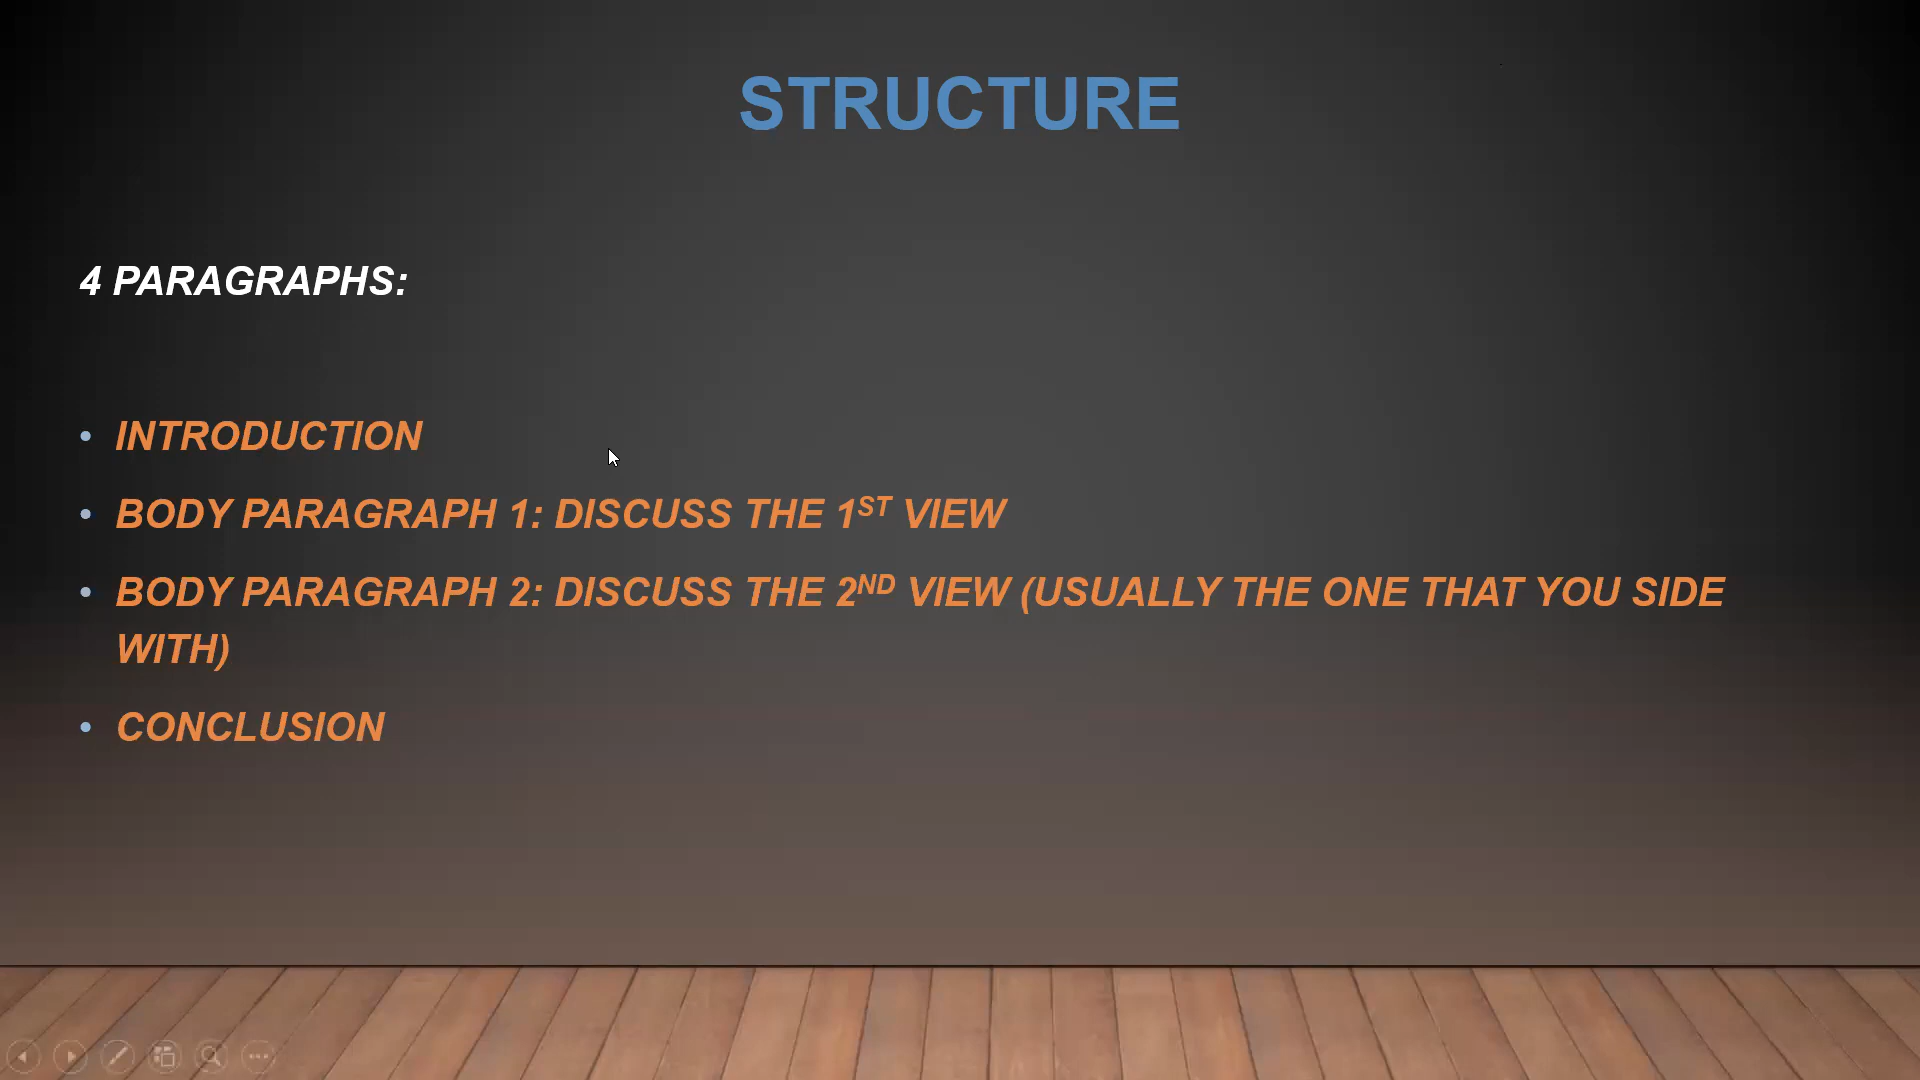 STRUCTURE
4 PARAGRAPHS:
• INTRODUCTION
• BODY PARAGRAPH 1: DISCUSS THE 1ST VIEW
• BODY PARAGRAPH 2: DISCUSS THE 2ND VIEW (USUALLY THE ONE THAT YOU SIDE
WITH)
• CONCLUSION